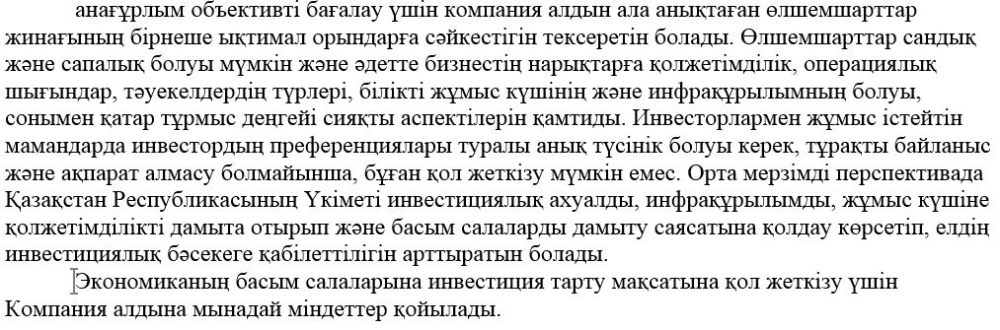 анағұрлым объективті бағалау үшін компания алдын ала анықтаған өлшемшарттар
жинағының бірнеше ықтимал орындарға сәйкестігін тексеретін болады. Өлшемшарттар сандық
және сапалық болуы мүмкін және әдетте бизнестің нарықтарға қолжетімділік, операциялық
шығындар, тәуекелдердің түрлері, білікті жұмыс күшінің және инфрақұрылымның болуы,
сонымен қатар тұрмыс деңгейі сияқты аспектілерін қамтиды. Инвесторлармен жұмыс істейтін
мамандарда инвестордың преференциялары туралы анық түсінік болуы керек, тұрақты байланыс
және ақпарат алмасу болмайынша, бұған қол жеткізу мүмкін емес. Орта мерзімді перспективада
Қазақстан Республикасының Үкіметі инвестициялық ахуалды, инфрақұрылымды, жұмыс күшіне
қолжетімділікті дамыта отырып және басым салаларды дамыту саясатына қолдау көрсетіп, елдің
инвестициялық бәсекеге қабілеттілігін арттыратын болады.
Экономиканың басым салаларына инвестиция тарту мақсатына қол жеткізу үшін
Компания алдына мынадай міндеттер қойылады.